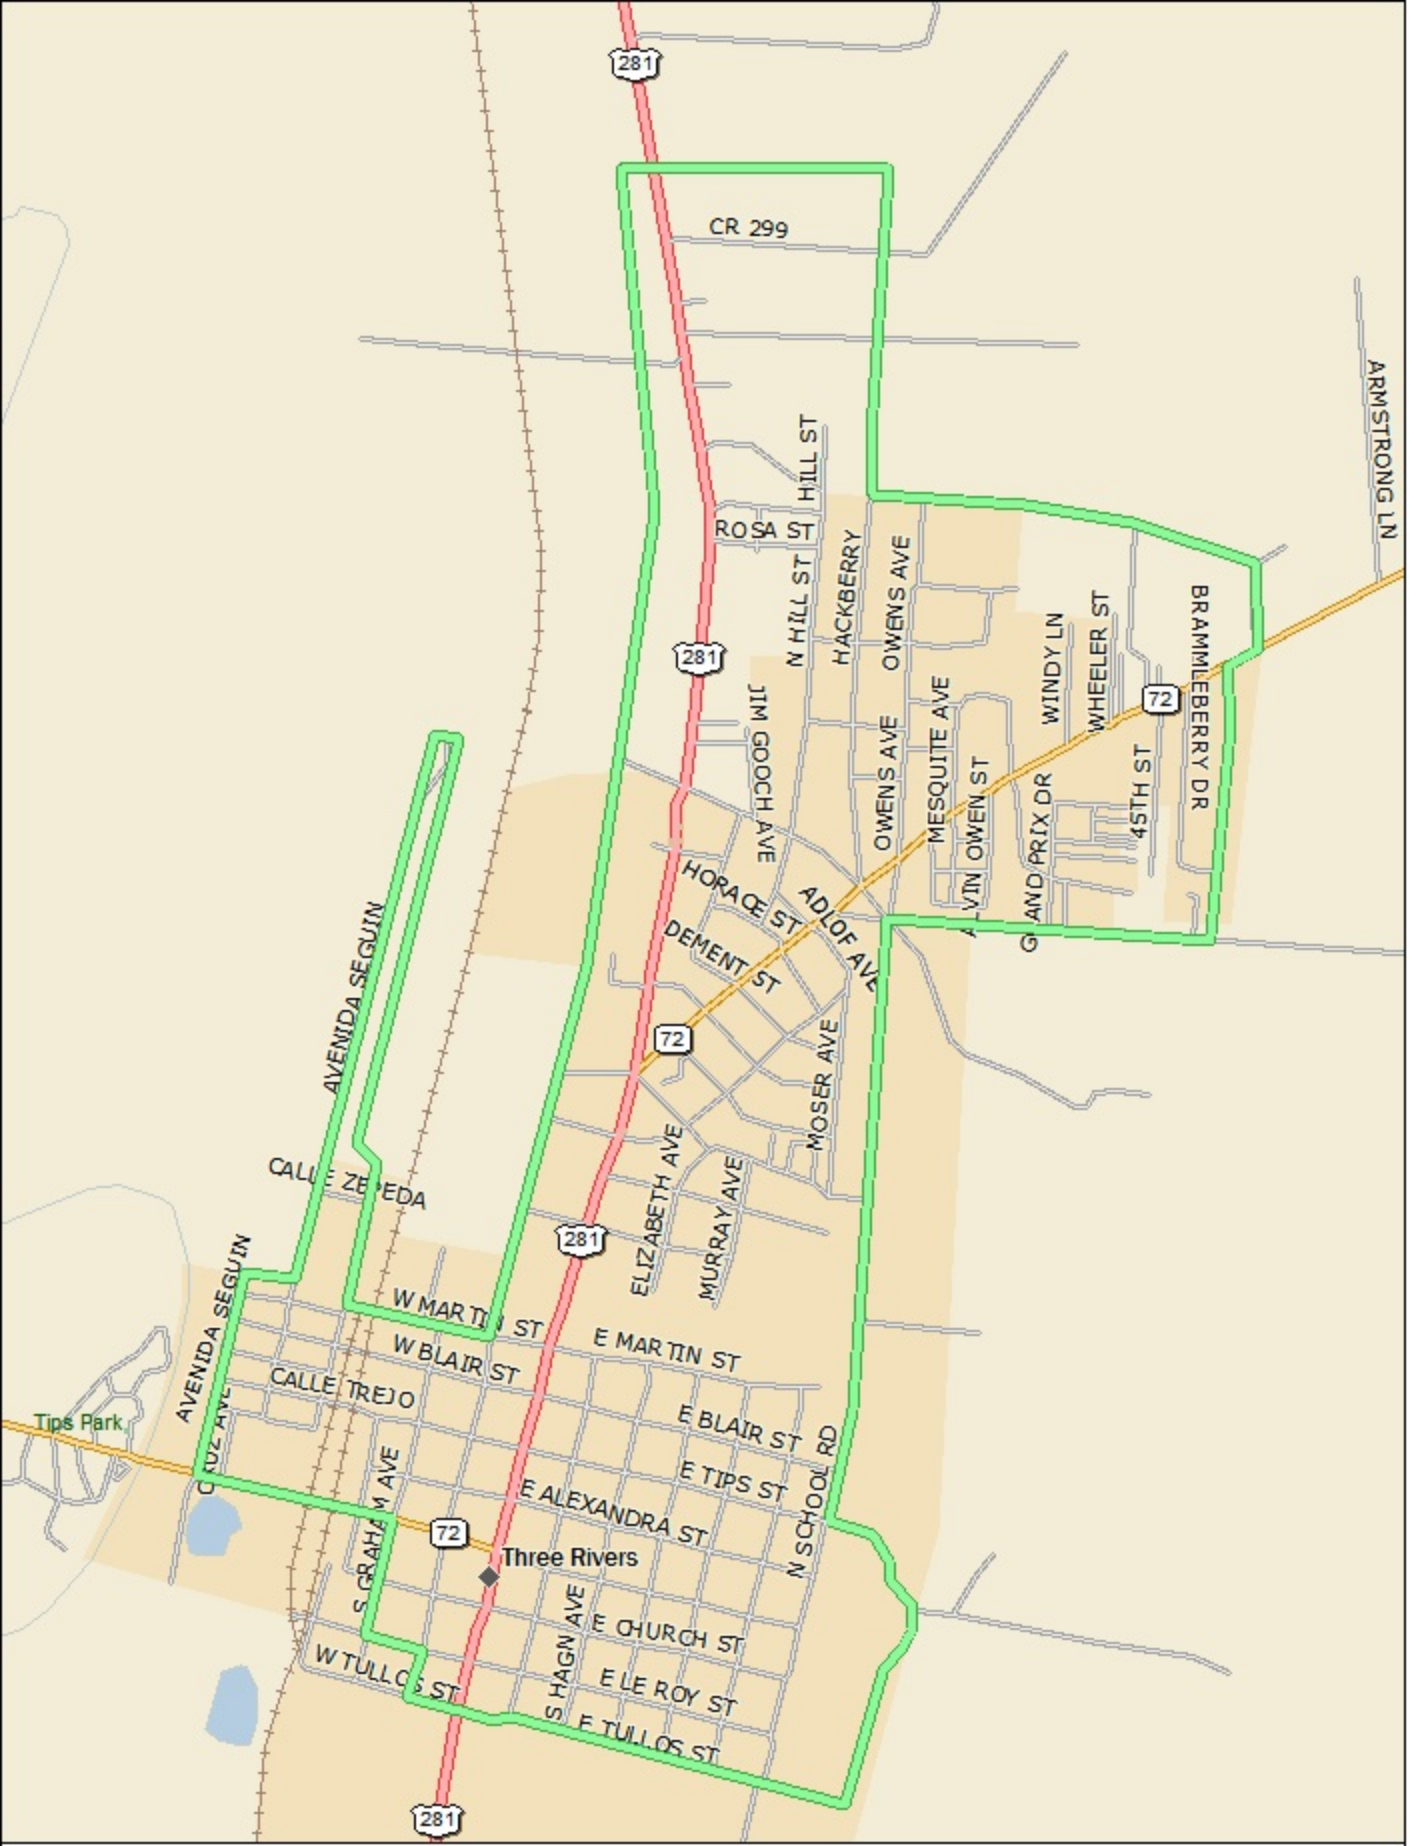 281
CR 299
ARMSTRONG LN
HILL ST
ROSA ST
N HILL ST
HACKBERRY
OWENS AVE
WINDY LN
WHEELER ST
BRAMMLEBERRY DR
281
72
JIM GOOCH AVE
OWENS AVE
MESQUITE AVE
ALVIN OWEN ST
GRAND PRIX DR
45TH ST
HORACE ST
ADLOF AVE
DEMENT ST
AVENIDA SEGUIN
72
MOSER AVE
CALLE ZEPEDA
ELIZABETH AVE
MURRAY AVE
281
AVENIDA SEGUIN
W MARTIN ST
E MARTIN ST
W BLAIR ST
CALLE TREJO
Tips Park
CRUZ AVE
E BLAIR ST
N SCHOOL RD
E TIPS ST
E ALEXANDRA ST
S GRAHAM AVE
72
Three Rivers
S HAGN AVE
E CHURCH ST
W TULLOS ST
E LE ROY ST
E TULLOS ST
281